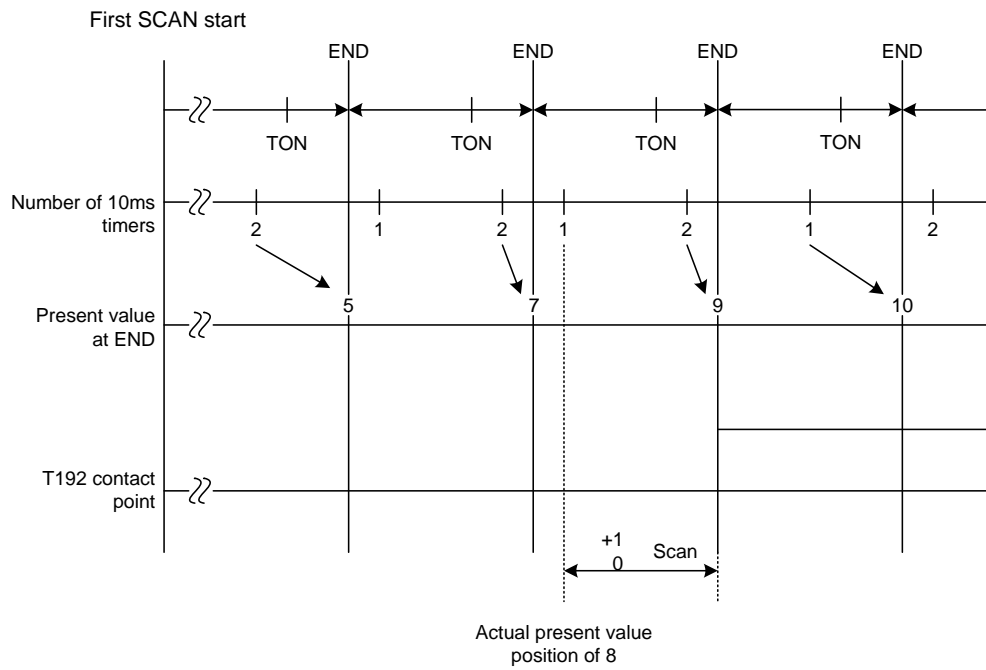 First SCAN start
END END END END
TON TON TON TON
Number of 10ms
timers
2 1 2 1 2 1 2
5 7 9 10
Present value
at END
T192 contact
point
+1
0
Scan
Actual present value
position of 8